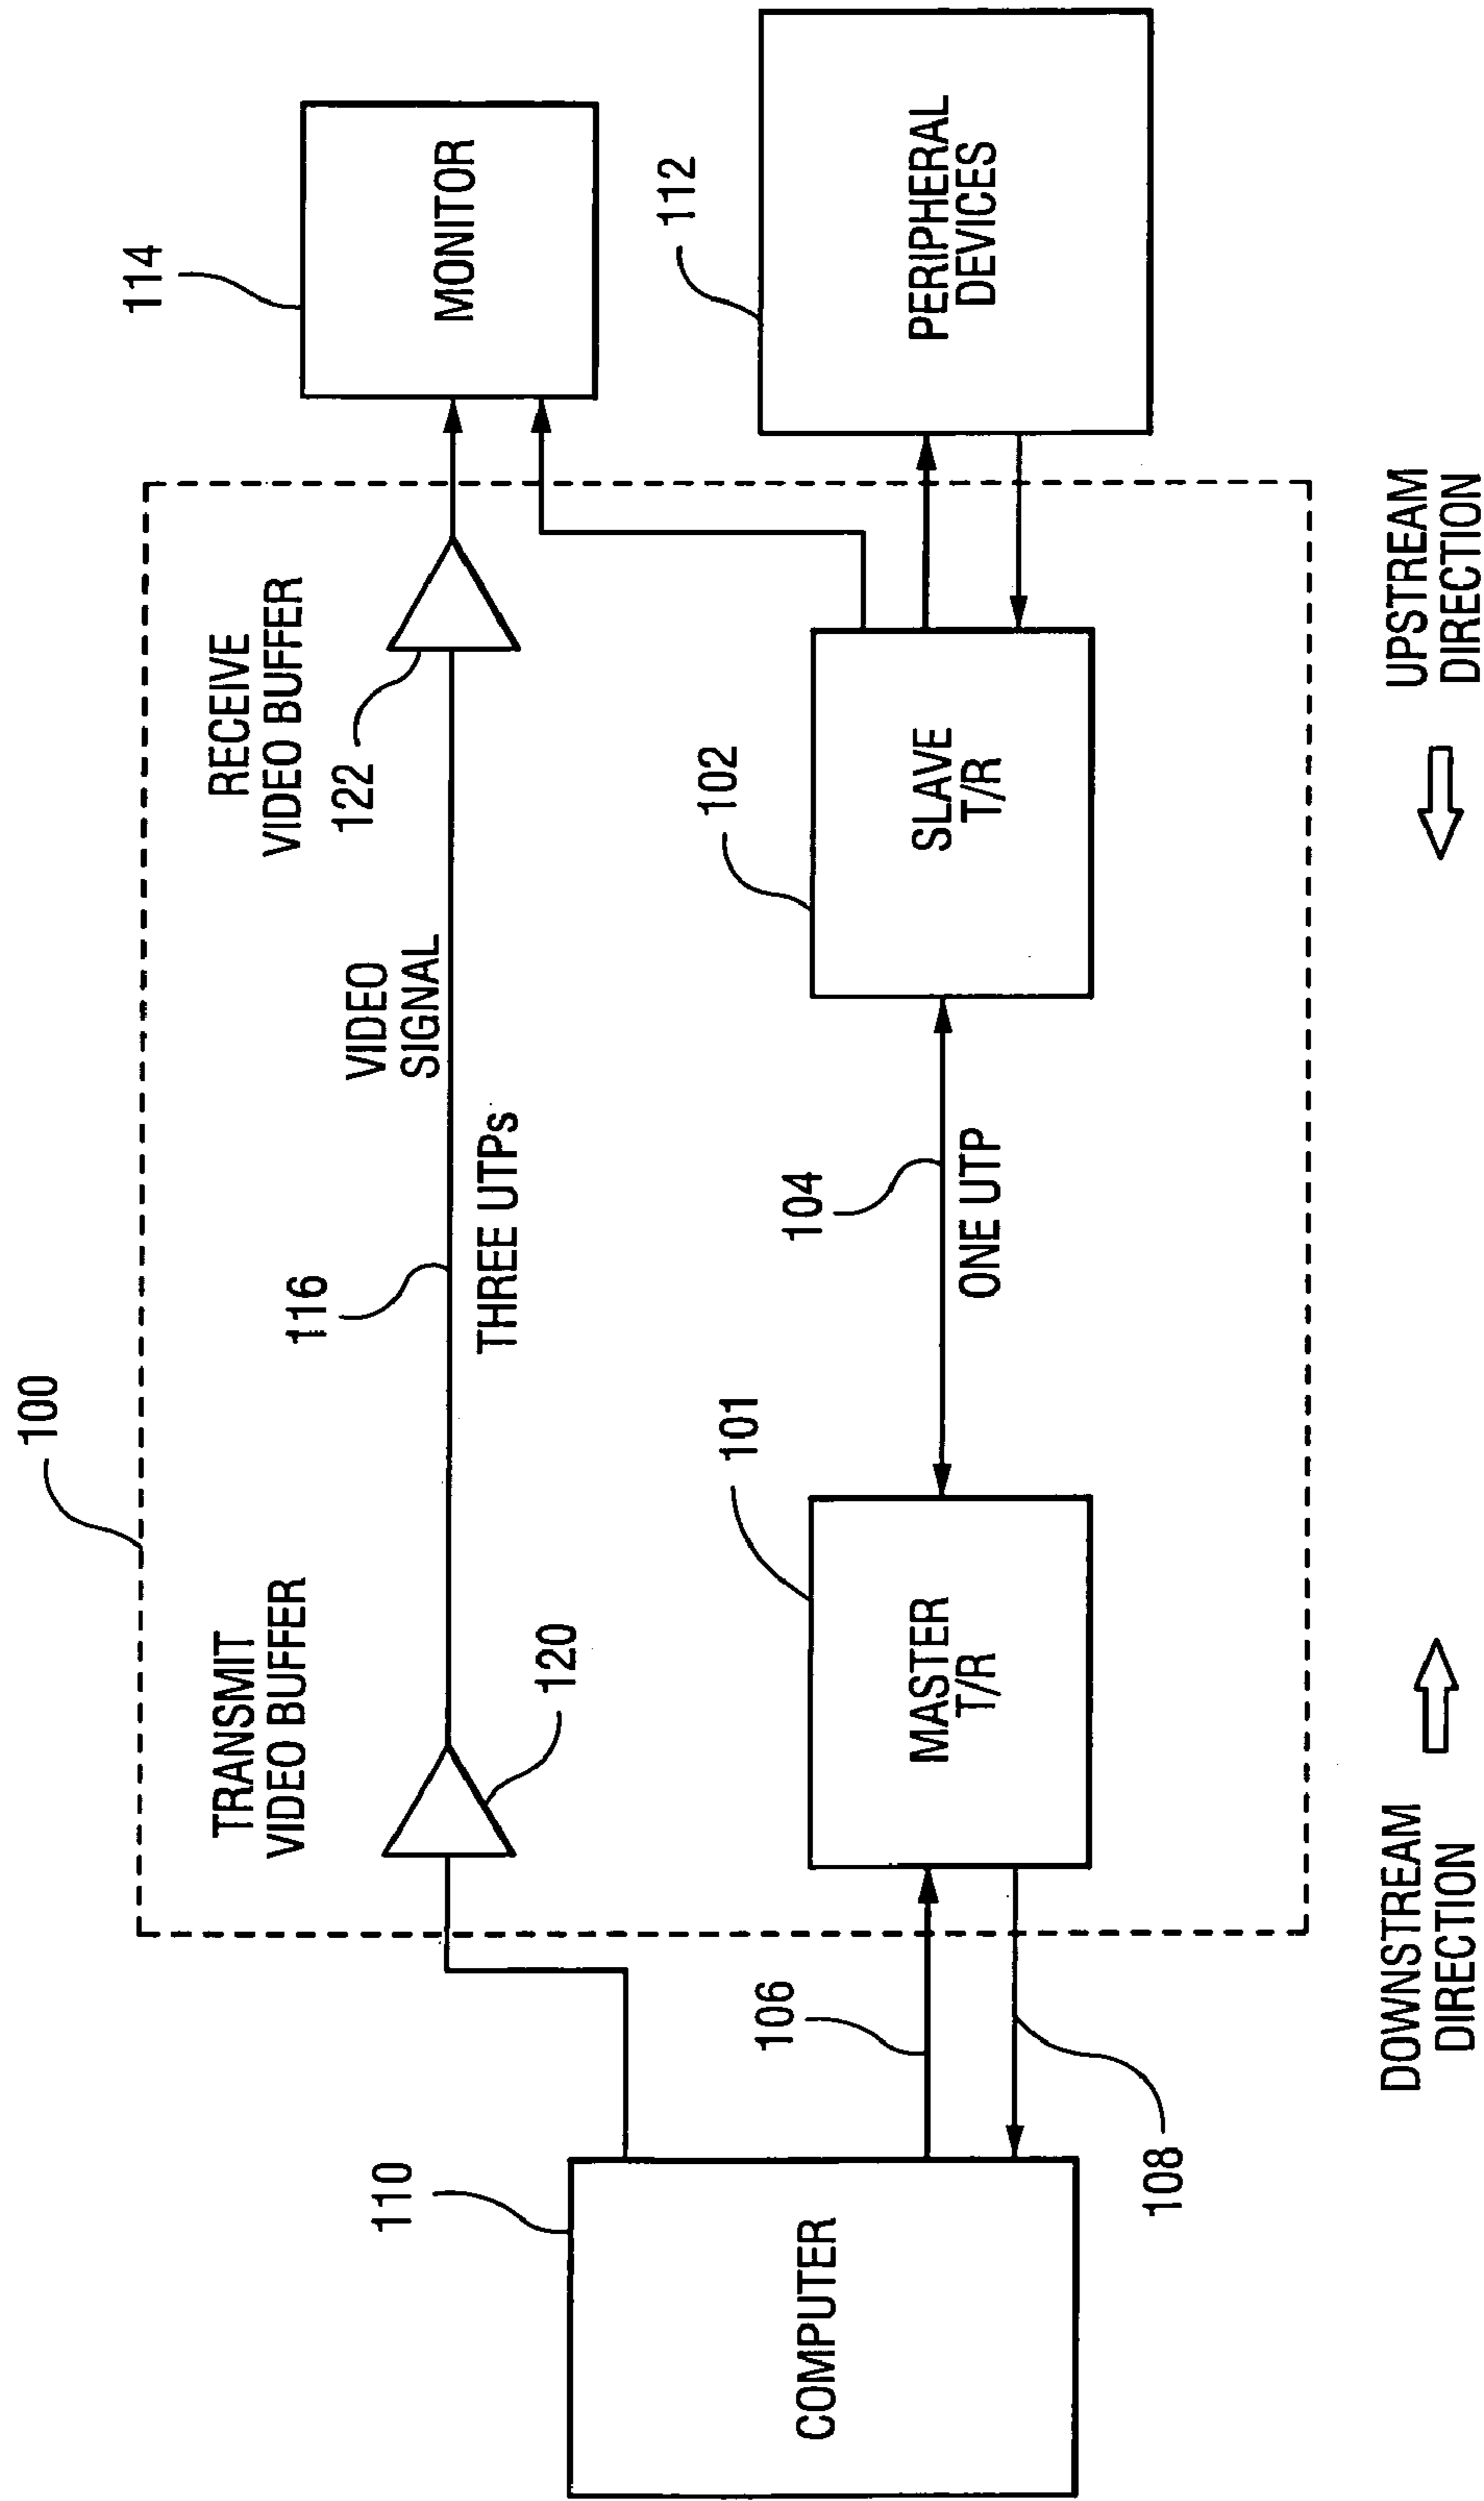 100
TRANSMIT
VIDEO BUFFER
120
116
THREE UTPs
VIDEO
SIGNAL
RECEIVE
VIDEO BUFFER
122
114
MONITOR
110
COMPUTER
106
108
101
MASTER
T/R
104
ONE UTP
102
SLAVE
T/R
112
PERIPHERAL
DEVICES
DOWNSTREAM
DIRECTION
UPSTREAM
DIRECTION